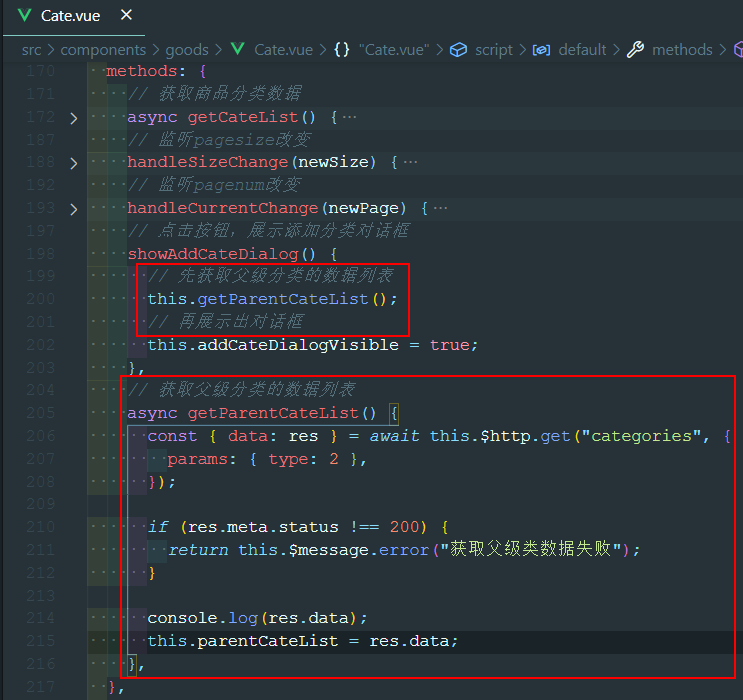 Cate.vue ×
src > components > goods > Cate.vue > {} "Cate.vue" > script > default > methods >
170 methods: {
171 // 获取商品分类数据
172 > async getCateList() { ···
187 // 监听pagesize改变
188 > handleSizeChange(newSize) { ···
192 // 监听pagenum改变
193 > handleCurrentChange(newPage) { ···
197 // 点击按钮，展示添加分类对话框
198 showAddCateDialog() {
199 // 先获取父级分类的数据列表
200 this.getParentCateList();
201 // 再展示出对话框
202 this.addCateDialogVisible = true;
203 },
204 // 获取父级分类的数据列表
205 async getParentCateList() {
206 const { data: res } = await this.$http.get("categories", {
207 params: { type: 2 },
208 });
209
210 if (res.meta.status !== 200) {
211 return this.$message.error("获取父级类数据失败");
212 }
213
214 console.log(res.data);
215 this.parentCateList = res.data;
216 },
217 },